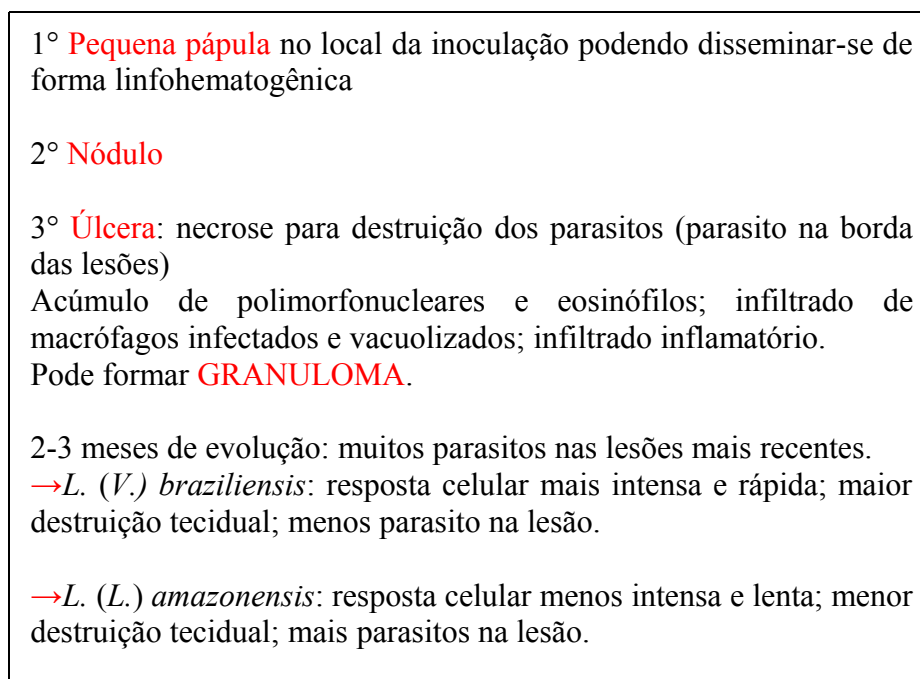 1° Pequena pápula no local da inoculação podendo disseminar-se de
forma linfohematogênica
2° Nódulo
3° Úlcera: necrose para destruição dos parasitos (parasito na borda
das lesões)
Acúmulo de polimorfonucleares e eosinófilos; infiltrado de
macrófagos infectados e vacuolizados; infiltrado inflamatório.
Pode formar GRANULOMA.
2-3 meses de evolução: muitos parasitos nas lesões mais recentes.
→L. (V.) braziliensis: resposta celular mais intensa e rápida; maior
destruição tecidual; menos parasito na lesão.
→L. (L.) amazonensis: resposta celular menos intensa e lenta; menor
destruição tecidual; mais parasitos na lesão.